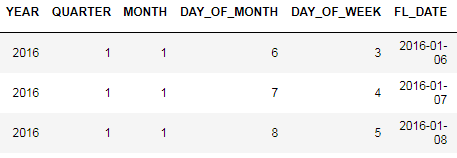 YEAR QUARTER MONTH DAY_OF_MONTH DAY_OF_WEEK FL_DATE
2016 1 1 6 3 2016-01-
06
2016 1 1 7 4 2016-01-
07
2016 1 1 8 5 2016-01-
08